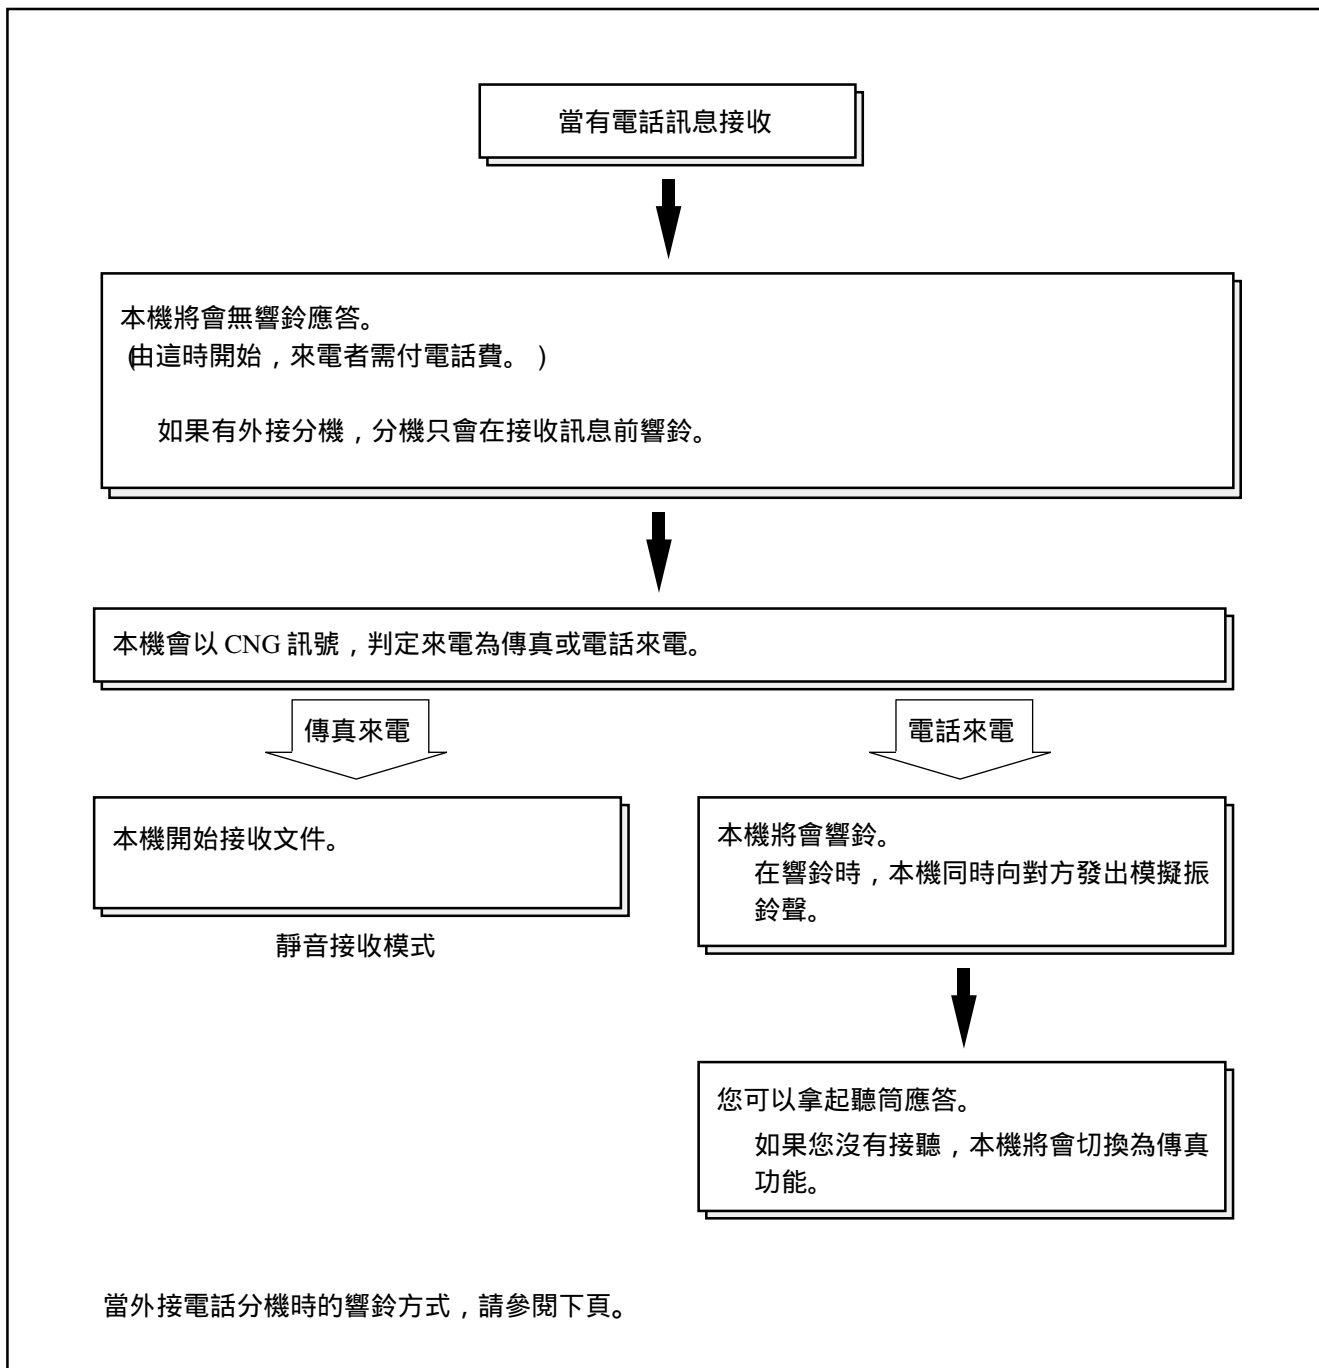 當有電話訊息接收
本機將會無響鈴應答。
(由這時開始，來電者需付電話費。)
如果有外接分機，分機只會在接收訊息前響鈴。
本機會以 CNG 訊號，判定來電為傳真或電話來電。
傳真來電
電話來電
本機開始接收文件。
靜音接收模式
本機將會響鈴。
在響鈴時，本機同時向對方發出模擬振
鈴聲。
您可以拿起聽筒應答。
如果您沒有接聽，本機將會切換為傳真
功能。
當外接電話分機時的響鈴方式，請參閱下頁。